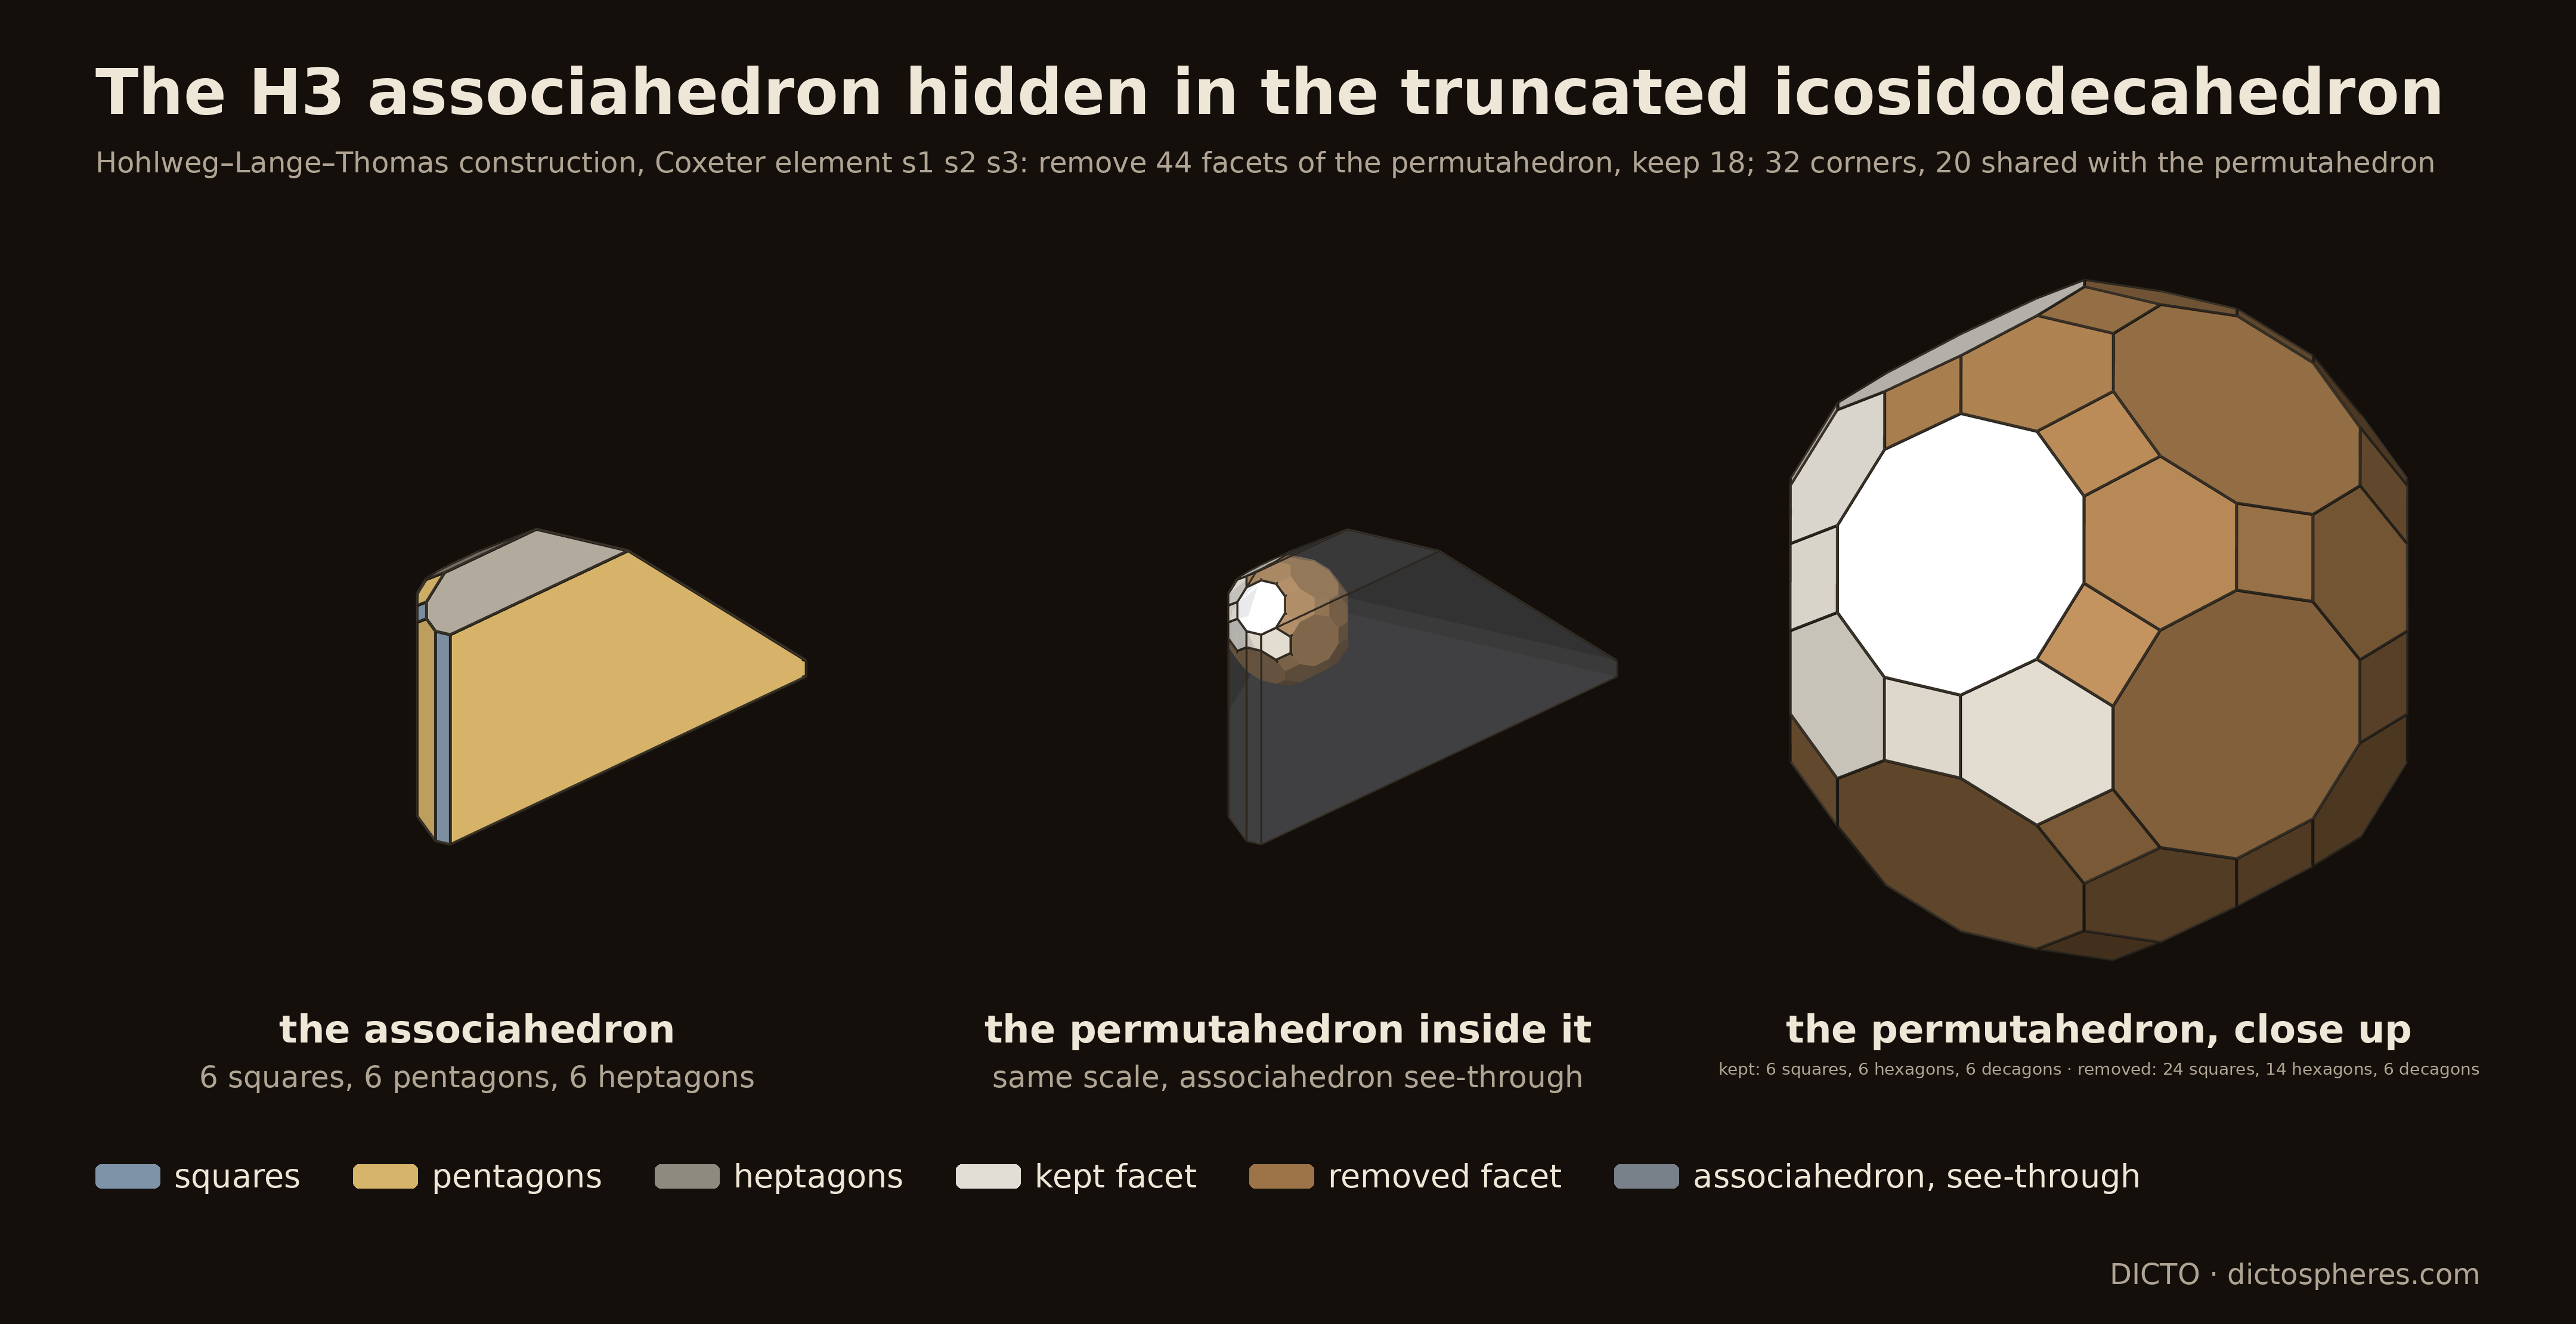 The H3 associahedron hidden in the truncated icosidodecahedron
Hohlweg–Lange–Thomas construction, Coxeter element s1 s2 s3: remove 44 facets of the permutahedron, keep 18; 32 corners, 20 shared with the permutahedron
the associahedron
6 squares, 6 pentagons, 6 heptagons
the permutahedron inside it
same scale, associahedron see-through
the permutahedron, close up
kept: 6 squares, 6 hexagons, 6 decagons · removed: 24 squares, 14 hexagons, 6 decagons
squares
pentagons
heptagons
kept facet
removed facet
associahedron, see-through
DICTO · dictospheres.com